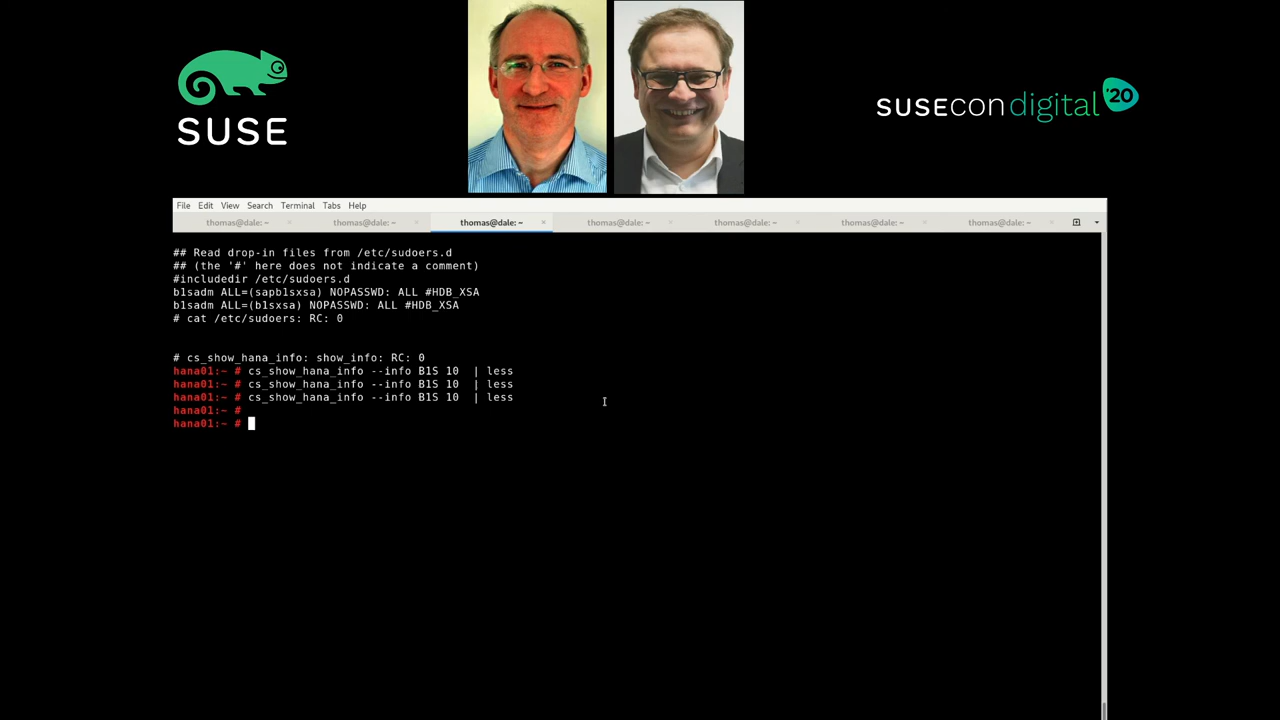 SUSE
SUSEcon digital '20
File Edit View Search Terminal Tabs Help
thomas@dale: ~ × thomas@dale: ~ × thomas@dale: ~ × thomas@dale: ~ × thomas@dale: ~ × thomas@dale: ~ × thomas@dale: ~ ×
## Read drop-in files from /etc/sudoers.d
## (the '#' here does not indicate a comment)
#includedir /etc/sudoers.d
b1sadm ALL=(sapb1sxsa) NOPASSWD: ALL #HDB_XSA
b1sadm ALL=(b1sxsa) NOPASSWD: ALL #HDB_XSA
# cat /etc/sudoers: RC: 0
# cs_show_hana_info: show_info: RC: 0
hana01:~ # cs_show_hana_info --info B1S 10  | less
hana01:~ # cs_show_hana_info --info B1S 10  | less
hana01:~ # cs_show_hana_info --info B1S 10  | less
hana01:~ #
hana01:~ #